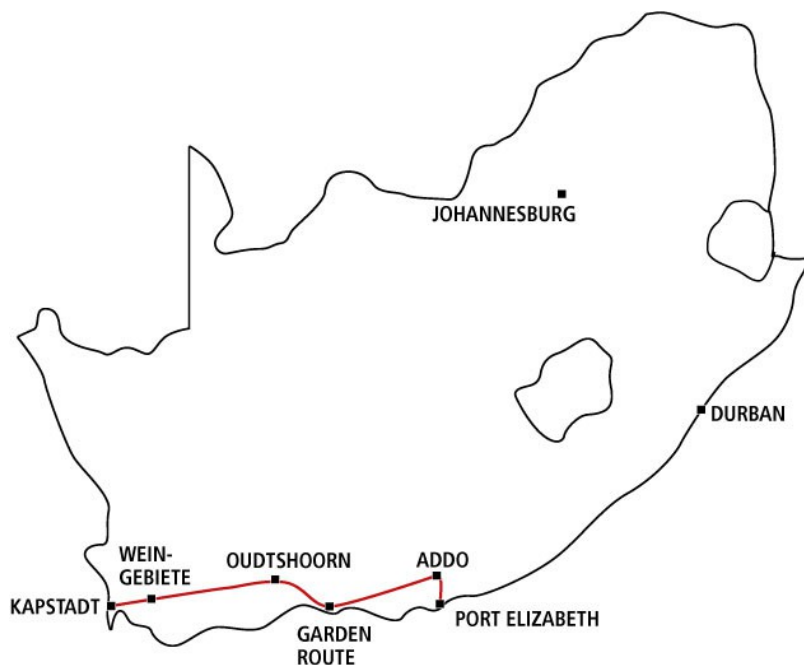 JOHANNESBURG
DURBAN
WEIN-
GEBIETE
OUDTSHOORN
ADDO
KAPSTADT
PORT ELIZABETH
GARDEN
ROUTE